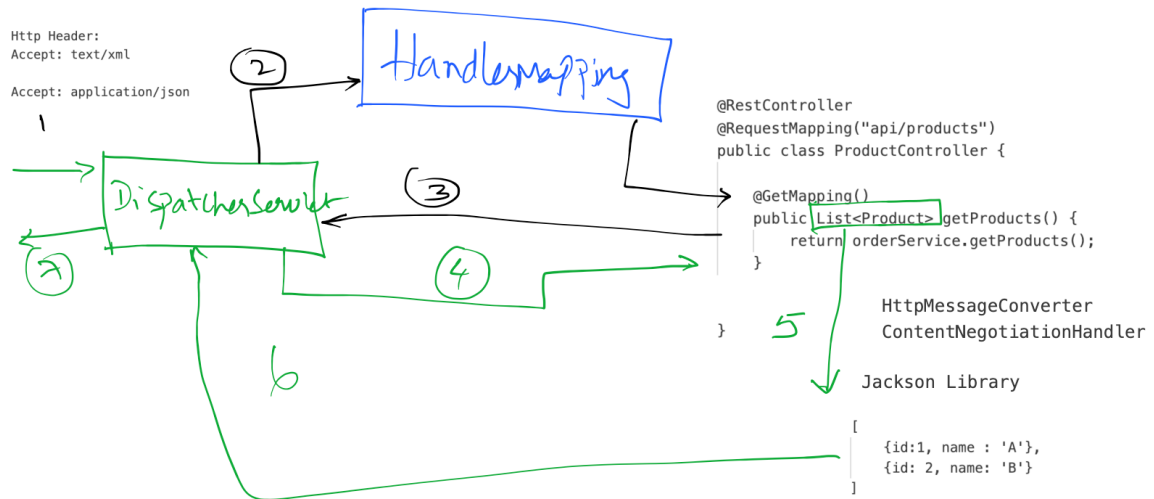 Http Header:
Accept: text/xml
Accept: application/json
1
2
HandlerMapping
DispatcherServlet
3
4
7
6
@RestController
@RequestMapping("api/products")
public class ProductController {
@GetMapping()
public List<Product> getProducts() {
return orderService.getProducts();
}
}
5
HttpMessageConverter
ContentNegotiationHandler
Jackson Library
[
{id:1, name : 'A'},
{id: 2, name: 'B'}
]